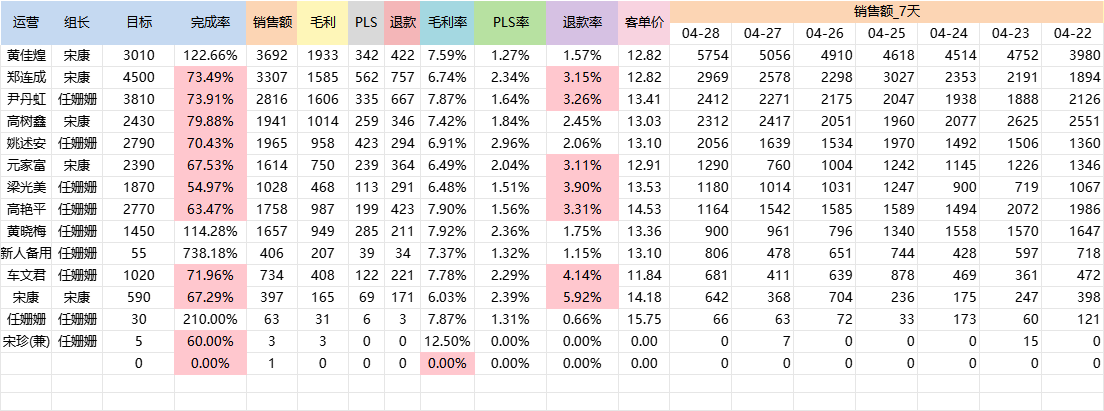 运营 组长 目标 完成率 销售额 毛利 PLS 退款 毛利率 PLS率 退款率 客单价 销售额_7天
04-28 04-27 04-26 04-25 04-24 04-23 04-22
黄佳煌 宋康 3010 122.66% 3692 1933 342 422 7.59% 1.27% 1.57% 12.82 5754 5056 4910 4618 4514 4752 3980
郑连成 宋康 4500 73.49% 3307 1585 562 757 6.74% 2.34% 3.15% 12.82 2969 2578 2298 3027 2353 2191 1894
尹丹虹 任姗姗 3810 73.91% 2816 1606 335 667 7.87% 1.64% 3.26% 13.41 2412 2271 2175 2047 1938 1888 2126
高树鑫 宋康 2430 79.88% 1941 1014 259 346 7.42% 1.84% 2.45% 13.03 2312 2417 2051 1960 2077 2625 2551
姚述安 任姗姗 2790 70.43% 1965 958 423 294 6.91% 2.96% 2.06% 13.10 2056 1639 1534 1970 1492 1506 1360
元家富 宋康 2390 67.53% 1614 750 239 364 6.49% 2.04% 3.11% 12.91 1290 760 1004 1242 1145 1226 1346
梁光美 任姗姗 1870 54.97% 1028 468 113 291 6.48% 1.51% 3.90% 13.53 1180 1014 1031 1247 900 719 1067
高艳平 任姗姗 2770 63.47% 1758 987 199 423 7.90% 1.56% 3.31% 14.53 1164 1542 1585 1589 1494 2072 1986
黄晓梅 任姗姗 1450 114.28% 1657 949 285 211 7.92% 2.36% 1.75% 13.36 900 961 796 1340 1558 1570 1647
新人备用 任姗姗 55 738.18% 406 207 39 34 7.37% 1.32% 1.15% 13.10 806 478 651 744 428 597 718
车文君 任姗姗 1020 71.96% 734 408 122 221 7.78% 2.29% 4.14% 11.84 681 411 639 878 469 361 472
宋康 宋康 590 67.29% 397 165 69 171 6.03% 2.39% 5.92% 14.18 642 368 704 236 175 247 398
任姗姗 任姗姗 30 210.00% 63 31 6 3 7.87% 1.31% 0.66% 15.75 66 63 72 33 173 60 121
宋珍(兼) 任姗姗 5 60.00% 3 3 0 0 12.50% 0.00% 0.00% 0.00 0 7 0 0 0 15 0
0 0.00% 1 0 0 0 0.00% 0.00% 0.00% 0.00 0 0 0 0 0 0 0